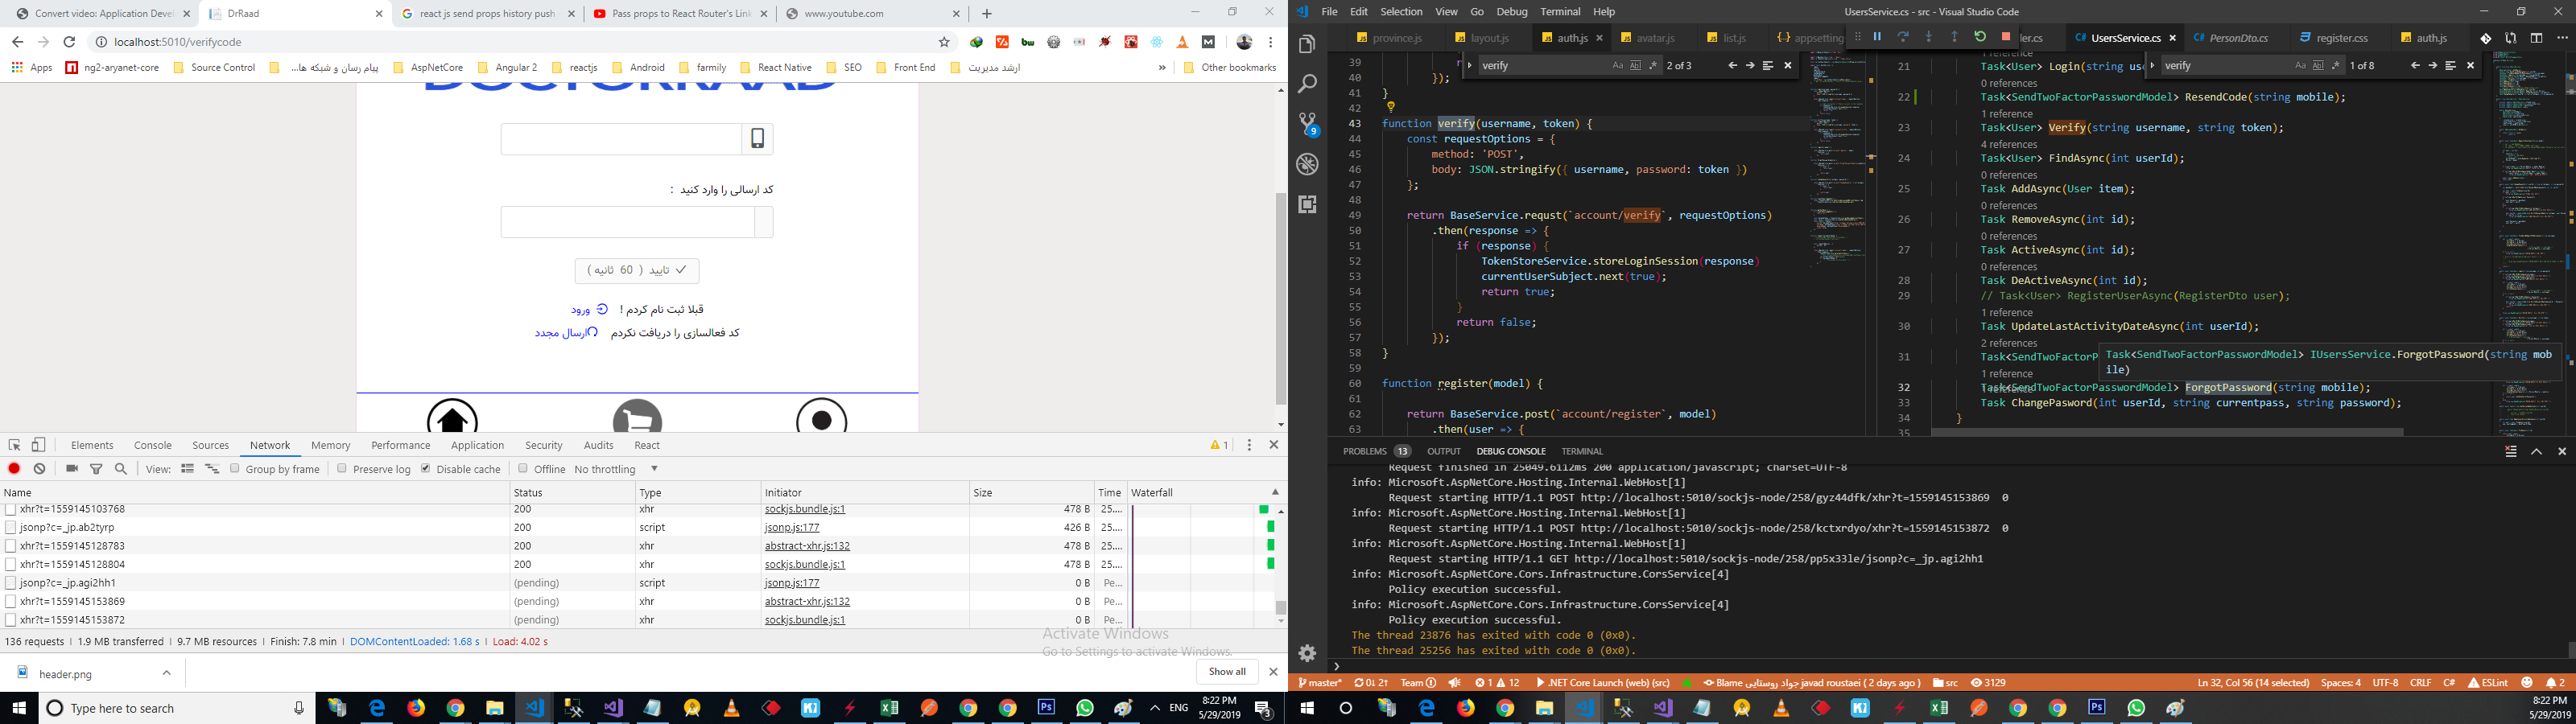 Convert video: Application Devel
DrRaad
react js send props history push -
Pass props to React Router's Link
www.youtube.com
localhost:5010/verifycode
Apps
ng2-aryanet-core
Source Control
پیام رسان و شبکه ها...
AspNetCore
Angular 2
reactjs
Android
farmily
React Native
SEO
Front End
ارشد مدیریت
»
Other bookmarks
کد ارسالی را وارد کنید :
تایید ( 60 ثانیه )
قبلا ثبت نام کردم ! ورود
کد فعالسازی را دریافت نکردم ارسال مجدد
Elements Console Sources Network Memory Performance Application Security Audits React
1
View: Group by frame Preserve log Disable cache Offline No throttling
Name Status Type Initiator Size Time Waterfall
xhr?t=1559145103768 200 xhr sockjs.bundle.js:1 478 B 25....
jsonp?c=_jp.ab2tyrp 200 script jsonp.js:177 426 B 25....
xhr?t=1559145128783 200 xhr abstract-xhr.js:132 478 B 25....
xhr?t=1559145128804 200 xhr sockjs.bundle.js:1 478 B 25....
jsonp?c=_jp.agi2hh1 (pending) script jsonp.js:177 0 B Pe...
xhr?t=1559145153869 (pending) xhr abstract-xhr.js:132 0 B Pe...
xhr?t=1559145153872 (pending) xhr sockjs.bundle.js:1 0 B Pe...
136 requests | 1.9 MB transferred | 9.7 MB resources | Finish: 7.8 min | DOMContentLoaded: 1.68 s | Load: 4.02 s
Activate Windows
Go to Settings to activate Windows.
header.png
Show all
Type here to search
ENG
8:22 PM
5/29/2019
3
File Edit Selection View Go Debug Terminal Help
UsersService.cs - src - Visual Studio Code
province.js
layout.js
auth.js
avatar.js
list.js
appsetting
ler.cs
UsersService.cs
PersonDto.cs
register.css
auth.js
verify
2 of 3
39
40 });
41 }
42
43 function verify(username, token) {
44 const requestOptions = {
45 method: 'POST',
46 body: JSON.stringify({ username, password: token })
47 };
48
49 return BaseService.requst(`account/verify`, requestOptions)
50 .then(response => {
51 if (response) {
52 TokenStoreService.storeLoginSession(response)
53 currentUserSubject.next(true);
54 return true;
55 }
56 return false;
57 });
58 }
59
60 function register(model) {
61
62 return BaseService.post(`account/register`, model)
63 .then(user => {
verify
1 of 8
1 reference
21 Task<User> Login(string us
0 references
22 Task<SendTwoFactorPasswordModel> ResendCode(string mobile);
1 reference
23 Task<User> Verify(string username, string token);
4 references
24 Task<User> FindAsync(int userId);
0 references
25 Task AddAsync(User item);
0 references
26 Task RemoveAsync(int id);
0 references
27 Task ActiveAsync(int id);
0 references
28 Task DeActiveAsync(int id);
29 // Task<User> RegisterUserAsync(RegisterDto user);
1 reference
30 Task UpdateLastActivityDateAsync(int userId);
2 references
31 Task<SendTwoFactorP
Task<SendTwoFactorPasswordModel> IUsersService.ForgotPassword(string mob
ile)
1 reference
32 Task<SendTwoFactorPasswordModel> ForgotPassword(string mobile);
33 Task ChangePasword(int userId, string currentpass, string password);
34 }
35
PROBLEMS 13 OUTPUT DEBUG CONSOLE TERMINAL
Request finished in 25049.6112ms 200 application/javascript; charset=UTF-8
info: Microsoft.AspNetCore.Hosting.Internal.WebHost[1]
Request starting HTTP/1.1 POST http://localhost:5010/sockjs-node/258/gyz44dfk/xhr?t=1559145153869 0
info: Microsoft.AspNetCore.Hosting.Internal.WebHost[1]
Request starting HTTP/1.1 POST http://localhost:5010/sockjs-node/258/kctxrdyo/xhr?t=1559145153872 0
info: Microsoft.AspNetCore.Hosting.Internal.WebHost[1]
Request starting HTTP/1.1 GET http://localhost:5010/sockjs-node/258/pp5x33le/jsonp?c=_jp.agi2hh1
info: Microsoft.AspNetCore.Cors.Infrastructure.CorsService[4]
Policy execution successful.
info: Microsoft.AspNetCore.Cors.Infrastructure.CorsService[4]
Policy execution successful.
The thread 23876 has exited with code 0 (0x0).
The thread 25256 has exited with code 0 (0x0).
master* 0↓ 2↑ Team 1 12 .NET Core Launch (web) (src) Blame جواد روستایی javad roustaei ( 2 days ago ) src 3129
Ln 32, Col 56 (14 selected) Spaces: 4 UTF-8 CRLF C# ESLint 2
8:22 PM
5/29/2019